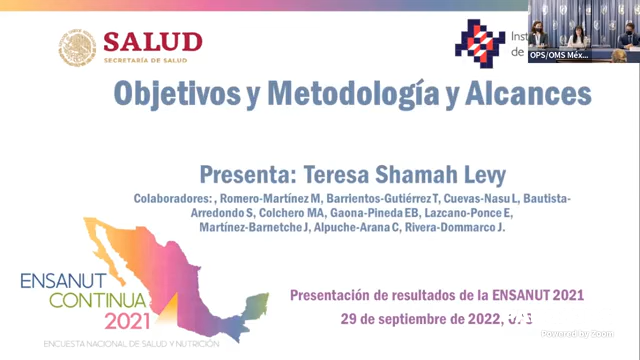 SALUD
SECRETARÍA DE SALUD
Inst
de
OPS/OMS Méx...
Objetivos y Metodología y Alcances
Presenta: Teresa Shamah Levy
Colaboradores: , Romero-Martínez M, Barrientos-Gutiérrez T, Cuevas-Nasu L, Bautista-
Arredondo S, Colchero MA, Gaona-Pineda EB, Lazcano-Ponce E,
Martínez-Barnetche J, Alpuche-Arana C, Rivera-Dommarco J.
ENSANUT
CONTINUA
2021
ENCUESTA NACIONAL DE SALUD Y NUTRICIÓN
Presentación de resultados de la ENSANUT 2021
29 de septiembre de 2022,
Powered by Zoom